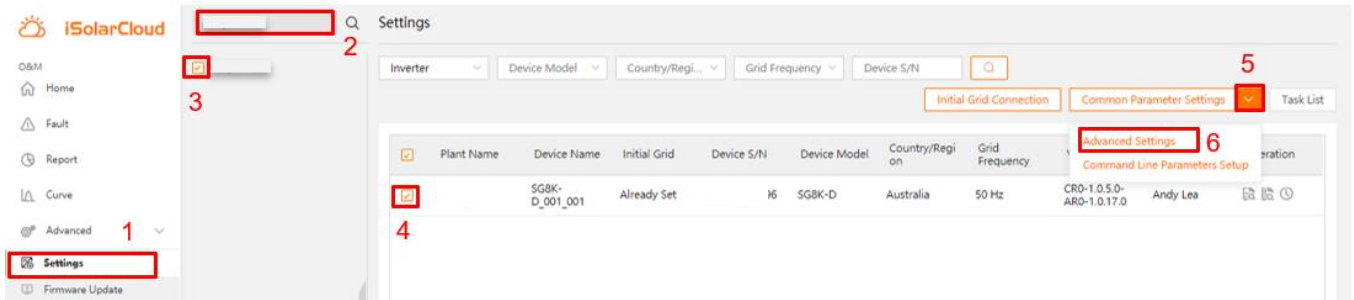 iSolarCloud
O&M
Home
Fault
Report
Curve
Advanced 1
Settings
Firmware Update
2
3
Settings
Inverter Device Model Country/Regi... Grid Frequency Device S/N
5
Initial Grid Connection Common Parameter Settings Task List
Advanced Settings 6
Command Line Parameters Setup
Plant Name Device Name Initial Grid Device S/N Device Model Country/Regi
on Grid
Frequency V eration
SG8K-
D_001_001 Already Set 96 SG8K-D Australia 50 Hz CR0-1.0.5.0-
AR0-1.0.17.0 Andy Lea
4